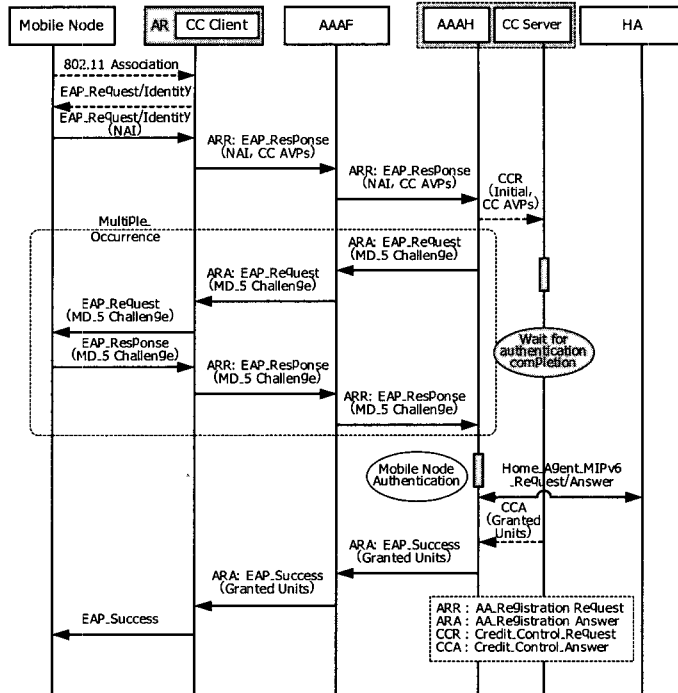 Mobile Node
AR
CC Client
AAAF
AAAH
CC Server
HA
802.11 Association
EAP_Request/Identity
EAP_Request/Identity
(NAI)
ARR: EAP_ResPonse
(NAI, CC AVPs)
ARR: EAP_ResPonse
(NAI, CC AVPs)
CCR
(Initial,
CC AVPs)
MultiPle_
Occurrence
ARA: EAP_Request
(MD_5 Challenge)
ARA: EAP_Request
(MD_5 Challenge)
EAP_Request
(MD_5 Challenge)
EAP_ResPonse
(MD_5 Challenge)
Wait for
authentication
comPletion
ARR: EAP_ResPonse
(MD_5 Challenge)
ARR: EAP_ResPonse
(MD_5 Challenge)
Mobile Node
Authentication
Home_Agent_MIPv6
_Request/Answer
CCA
(Granted
Units)
ARA: EAP_Success
(Granted Units)
ARA: EAP_Success
(Granted Units)
EAP_Success
ARR : AA_Registration Request
ARA : AA_Registration Answer
CCR : Credit_Control_Request
CCA : Credit_Control_Answer